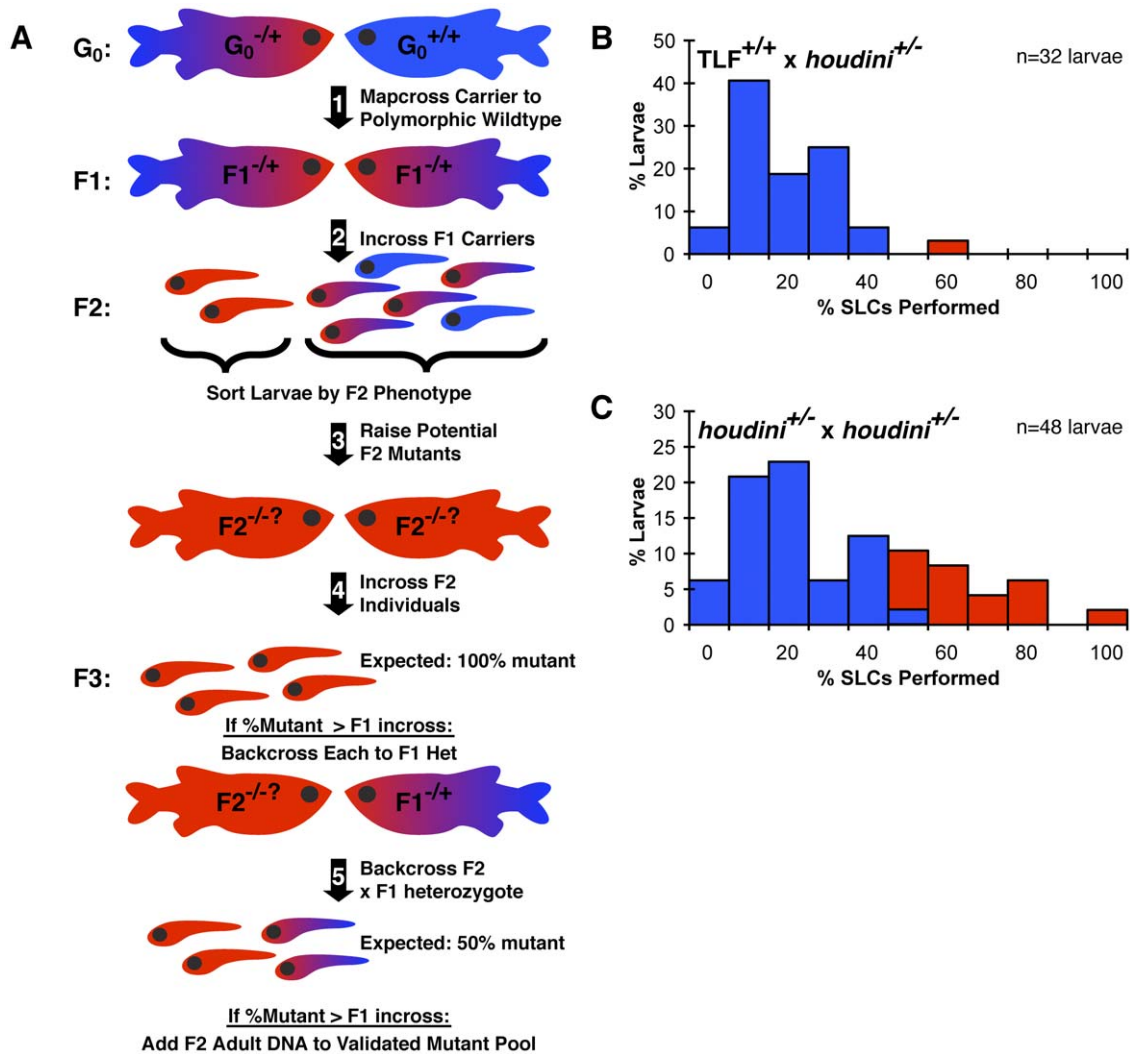 A
G0:
G0-/+
G0+/+
1
Mapcross Carrier to
Polymorphic Wildtype
F1:
F1-/+
F1-/+
2
Incross F1 Carriers
F2:
Sort Larvae by F2 Phenotype
3
Raise Potential
F2 Mutants
F2-/-?
F2-/-?
4
Incross F2
Individuals
F3:
Expected: 100% mutant
If %Mutant > F1 incross:
Backcross Each to F1 Het
F2-/-?
F1-/+
5
Backcross F2
x F1 heterozygote
Expected: 50% mutant
If %Mutant > F1 incross:
Add F2 Adult DNA to Validated Mutant Pool
B
TLF+/+ x houdini+/-
n=32 larvae
% Larvae
50
40
30
20
10
0
0 20 40 60 80 100
% SLCs Performed
C
houdini+/- x houdini+/-
n=48 larvae
% Larvae
30
25
20
15
10
5
0
0 20 40 60 80 100
% SLCs Performed